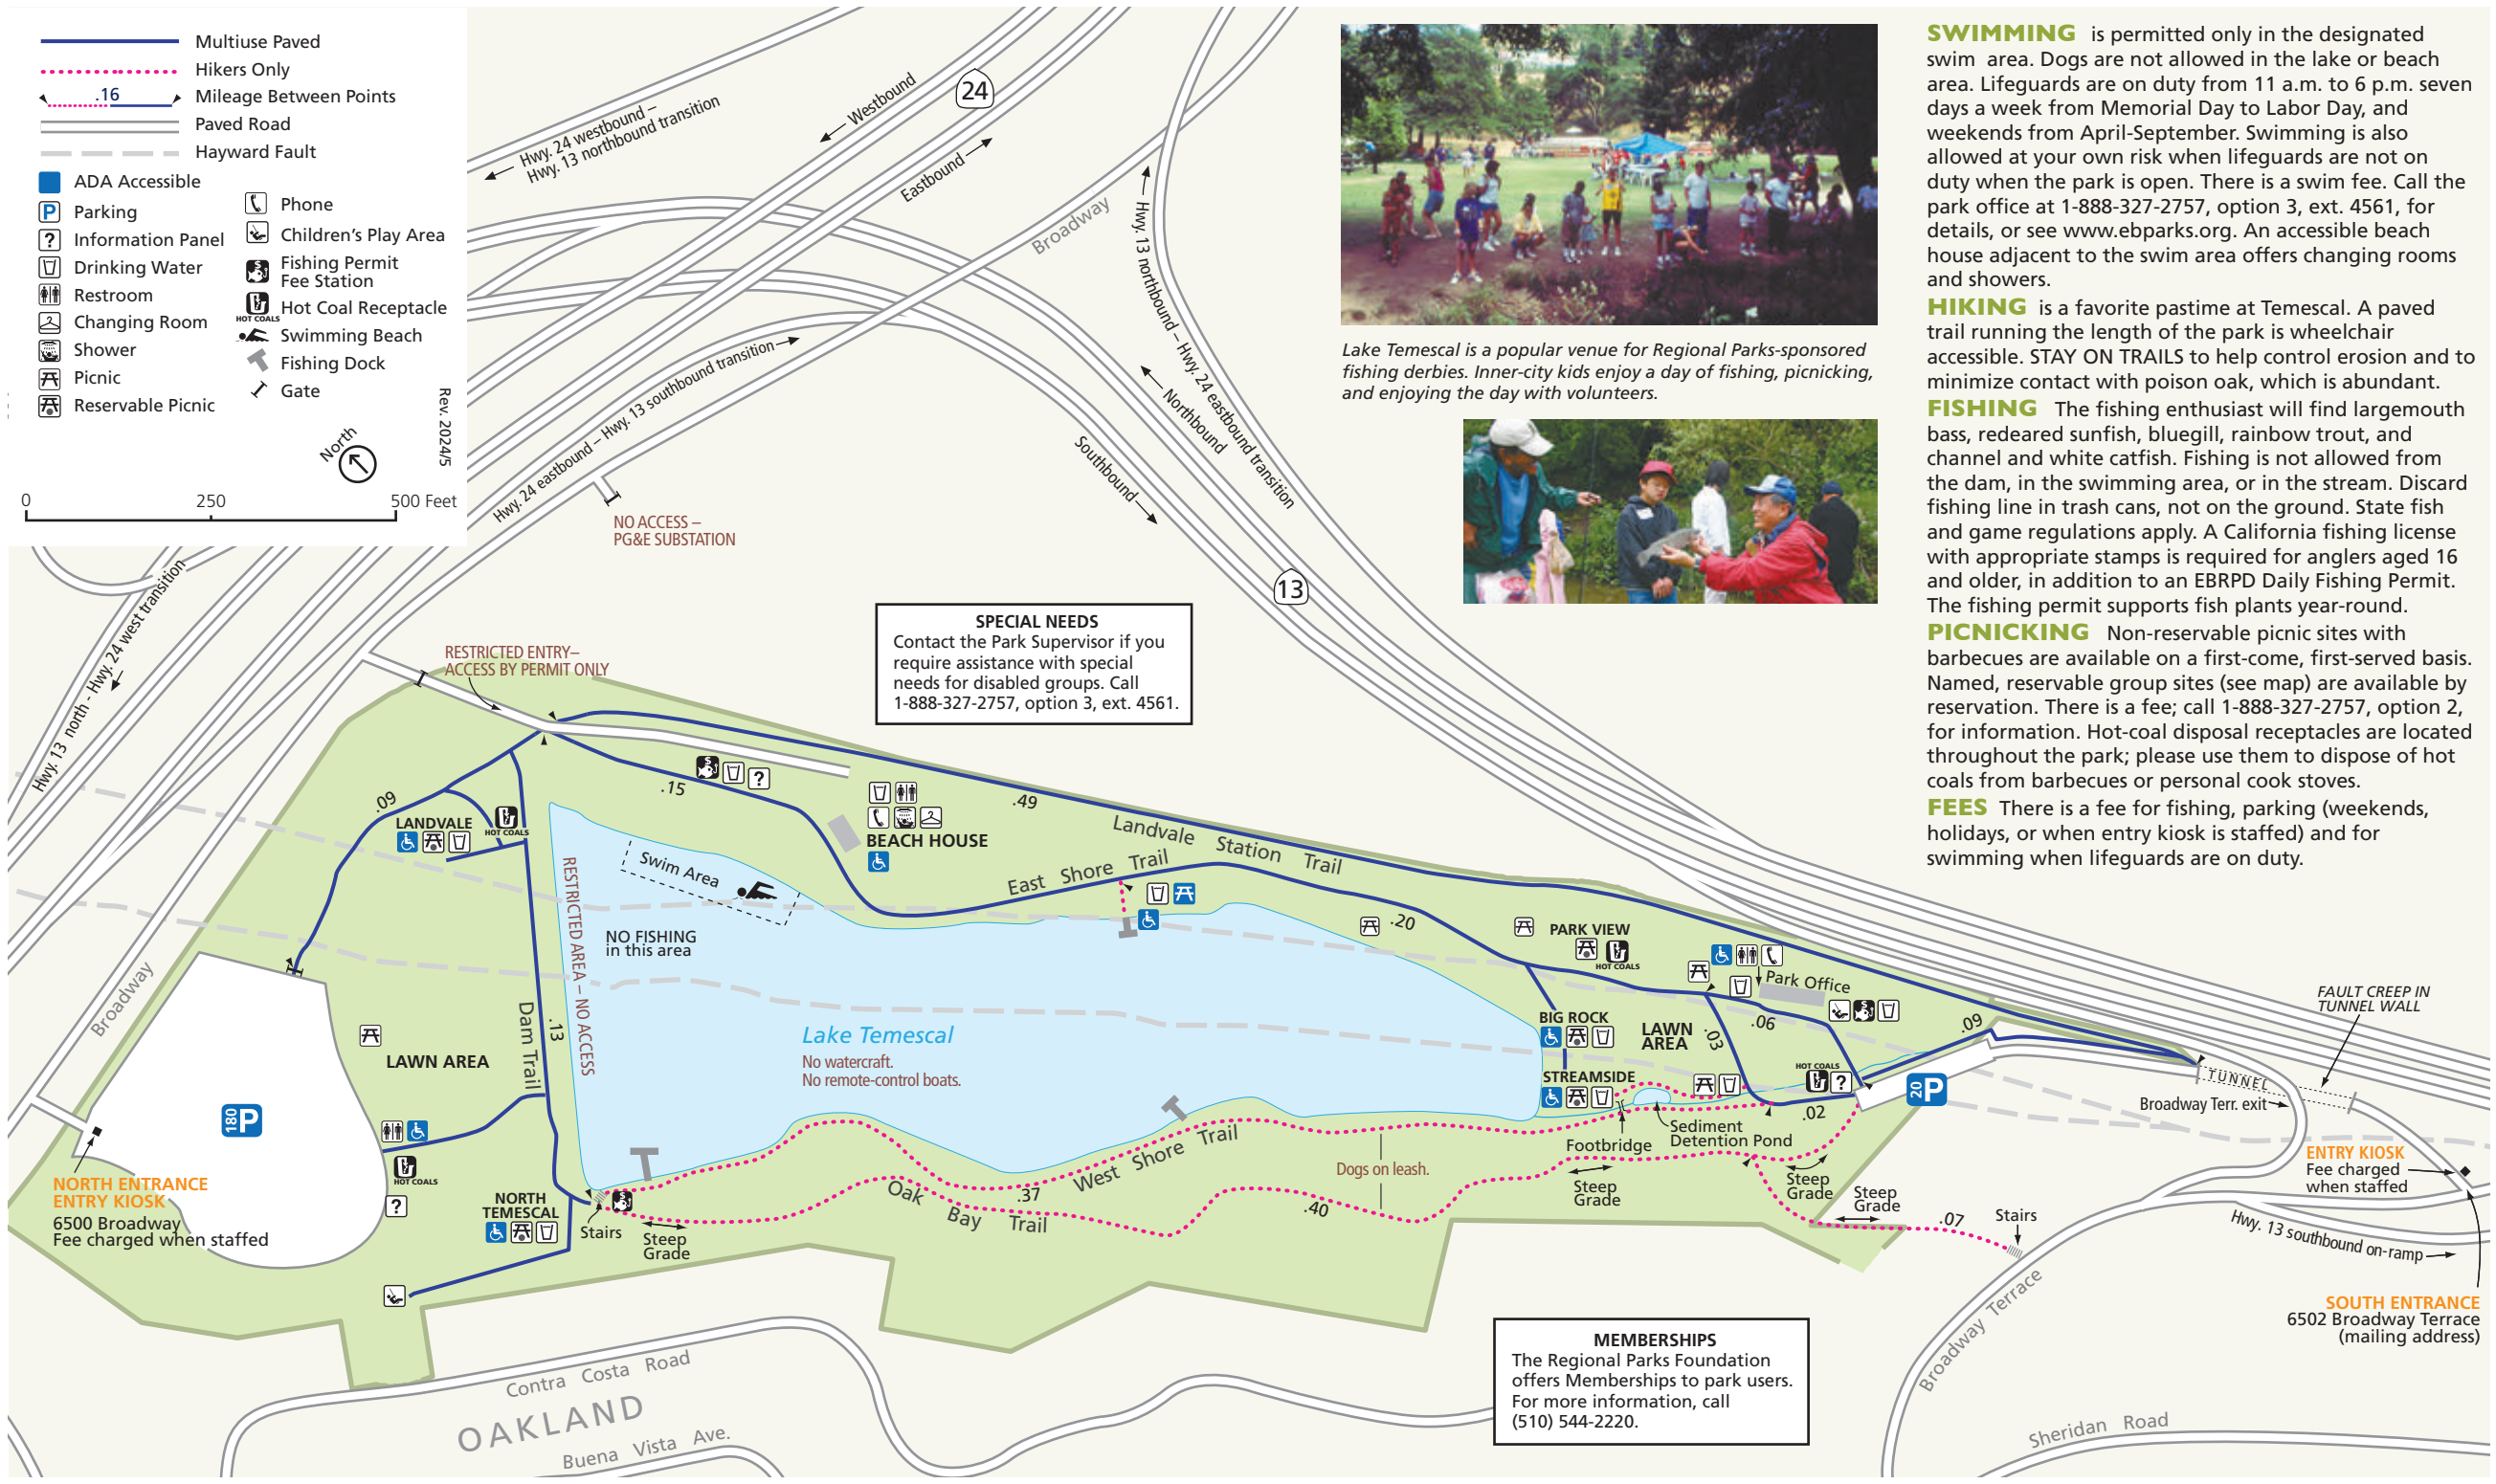 Multiuse Paved
Hikers Only
.16
Mileage Between Points
Paved Road
Hayward Fault
ADA Accessible
P
Parking
?
Information Panel
Drinking Water
Restroom
Changing Room
Shower
Picnic
Reservable Picnic
Phone
Children's Play Area
Fishing Permit
Fee Station
HOT COALS
Hot Coal Receptacle
Swimming Beach
Fishing Dock
Gate
North
Rev. 2024/5
0 250 500 Feet
Hwy. 24 westbound –
Hwy. 13 northbound transition
Westbound
24
Eastbound
Broadway
Hwy. 13 northbound – Hwy. 24 eastbound transition
Northbound
Southbound
Hwy. 24 eastbound – Hwy. 13 southbound transition
NO ACCESS –
PG&E SUBSTATION
13
Hwy. 13 north - Hwy. 24 west transition
Lake Temescal is a popular venue for Regional Parks-sponsored
fishing derbies. Inner-city kids enjoy a day of fishing, picnicking,
and enjoying the day with volunteers.
SWIMMING is permitted only in the designated
swim area. Dogs are not allowed in the lake or beach
area. Lifeguards are on duty from 11 a.m. to 6 p.m. seven
days a week from Memorial Day to Labor Day, and
weekends from April-September. Swimming is also
allowed at your own risk when lifeguards are not on
duty when the park is open. There is a swim fee. Call the
park office at 1-888-327-2757, option 3, ext. 4561, for
details, or see www.ebparks.org. An accessible beach
house adjacent to the swim area offers changing rooms
and showers.
HIKING is a favorite pastime at Temescal. A paved
trail running the length of the park is wheelchair
accessible. STAY ON TRAILS to help control erosion and to
minimize contact with poison oak, which is abundant.
FISHING The fishing enthusiast will find largemouth
bass, redeared sunfish, bluegill, rainbow trout, and
channel and white catfish. Fishing is not allowed from
the dam, in the swimming area, or in the stream. Discard
fishing line in trash cans, not on the ground. State fish
and game regulations apply. A California fishing license
with appropriate stamps is required for anglers aged 16
and older, in addition to an EBRPD Daily Fishing Permit.
The fishing permit supports fish plants year-round.
PICNICKING Non-reservable picnic sites with
barbecues are available on a first-come, first-served basis.
Named, reservable group sites (see map) are available by
reservation. There is a fee; call 1-888-327-2757, option 2,
for information. Hot-coal disposal receptacles are located
throughout the park; please use them to dispose of hot
coals from barbecues or personal cook stoves.
FEES There is a fee for fishing, parking (weekends,
holidays, or when entry kiosk is staffed) and for
swimming when lifeguards are on duty.
SPECIAL NEEDS
Contact the Park Supervisor if you
require assistance with special
needs for disabled groups. Call
1-888-327-2757, option 3, ext. 4561.
RESTRICTED ENTRY–
ACCESS BY PERMIT ONLY
.09
.15
?
.49
LANDVALE
HOT COALS
BEACH HOUSE
Landvale Station Trail
East Shore Trail
Swim Area
RESTRICTED AREA – NO ACCESS
NO FISHING
in this area
.20
PARK VIEW
HOT COALS
Park Office
Broadway
Dam Trail
.13
LAWN AREA
Lake Temescal
No watercraft.
No remote-control boats.
BIG ROCK
LAWN
AREA
.03
.06
.09
FAULT CREEP IN
TUNNEL WALL
STREAMSIDE
HOT COALS
?
20 P
TUNNEL
Broadway Terr. exit
.02
180 P
Sediment
Detention Pond
Footbridge
HOT COALS
?
NORTH ENTRANCE
ENTRY KIOSK
6500 Broadway
Fee charged when staffed
NORTH
TEMESCAL
Stairs
Steep
Grade
Oak Bay Trail
.37
West Shore Trail
Dogs on leash.
.40
Steep
Grade
Steep
Grade
Steep
Grade
.07
Stairs
ENTRY KIOSK
Fee charged
when staffed
Hwy. 13 southbound on-ramp
SOUTH ENTRANCE
6502 Broadway Terrace
(mailing address)
Broadway Terrace
MEMBERSHIPS
The Regional Parks Foundation
offers Memberships to park users.
For more information, call
(510) 544-2220.
Contra Costa Road
OAKLAND
Buena Vista Ave.
Sheridan Road